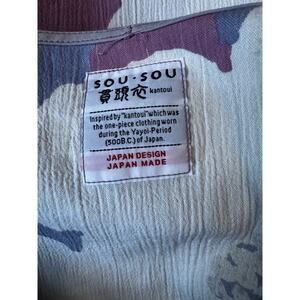 SOU·SOU
貫頭衣 kantoui
Inspired by "kantoui" which was
the one-piece clothing worn
during the Yayoi-Period
(500B.C.) of Japan.
JAPAN DESIGN
JAPAN MADE